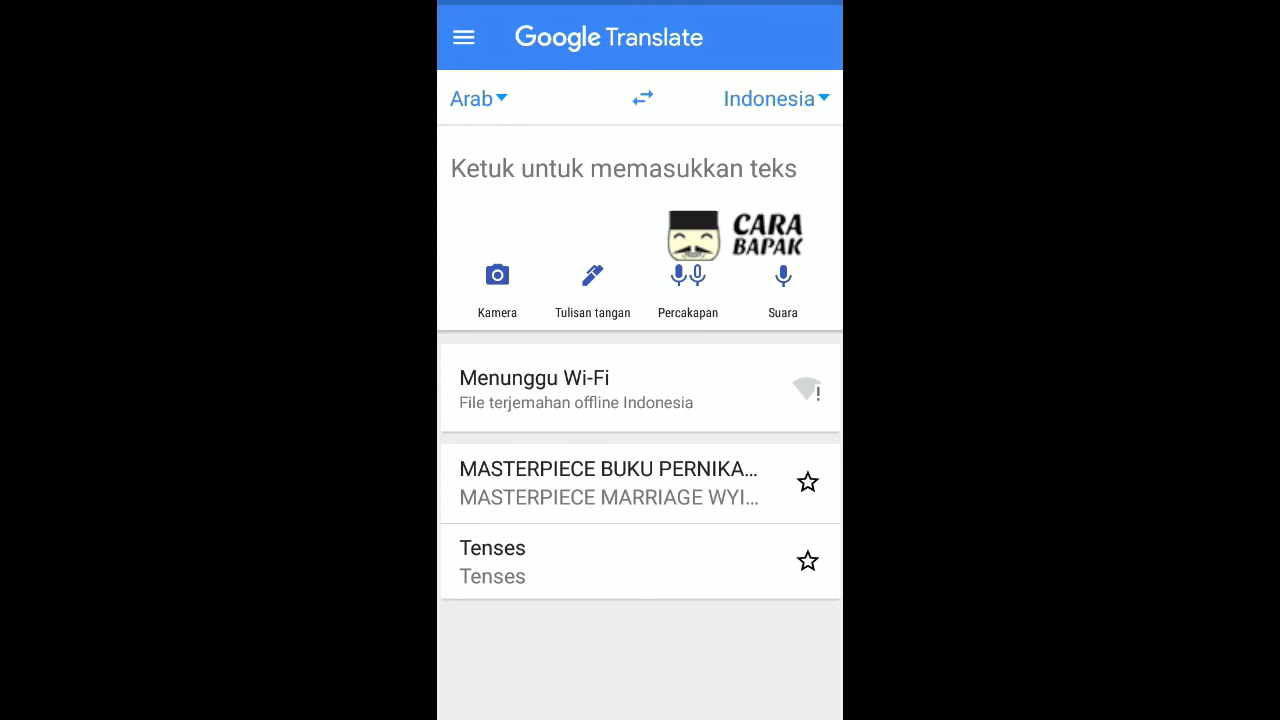 Google Translate
Arab
Indonesia
Ketuk untuk memasukkan teks
CARA
BAPAK
Kamera
Tulisan tangan
Percakapan
Suara
Menunggu Wi-Fi
File terjemahan offline Indonesia
MASTERPIECE BUKU PERNIKA...
MASTERPIECE MARRIAGE WYI...
Tenses
Tenses